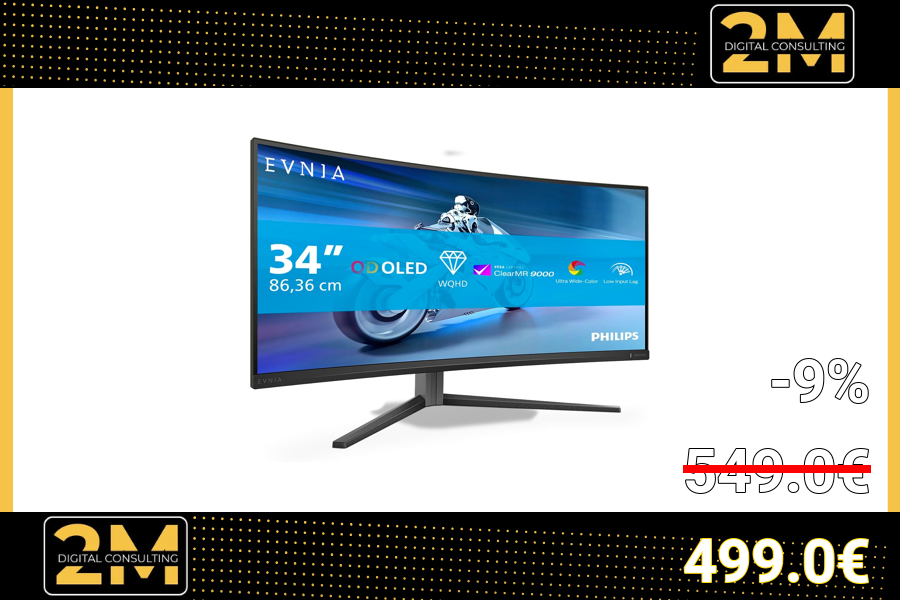 2M
DIGITAL CONSULTING
EVNIA
34”
86,36 cm
QD OLED
WQHD
ClearMR 9000
Ultra Wide-Color
Low Input Lag
PHILIPS
EVNIA
-9%
549.0€
2M
DIGITAL CONSULTING
499.0€